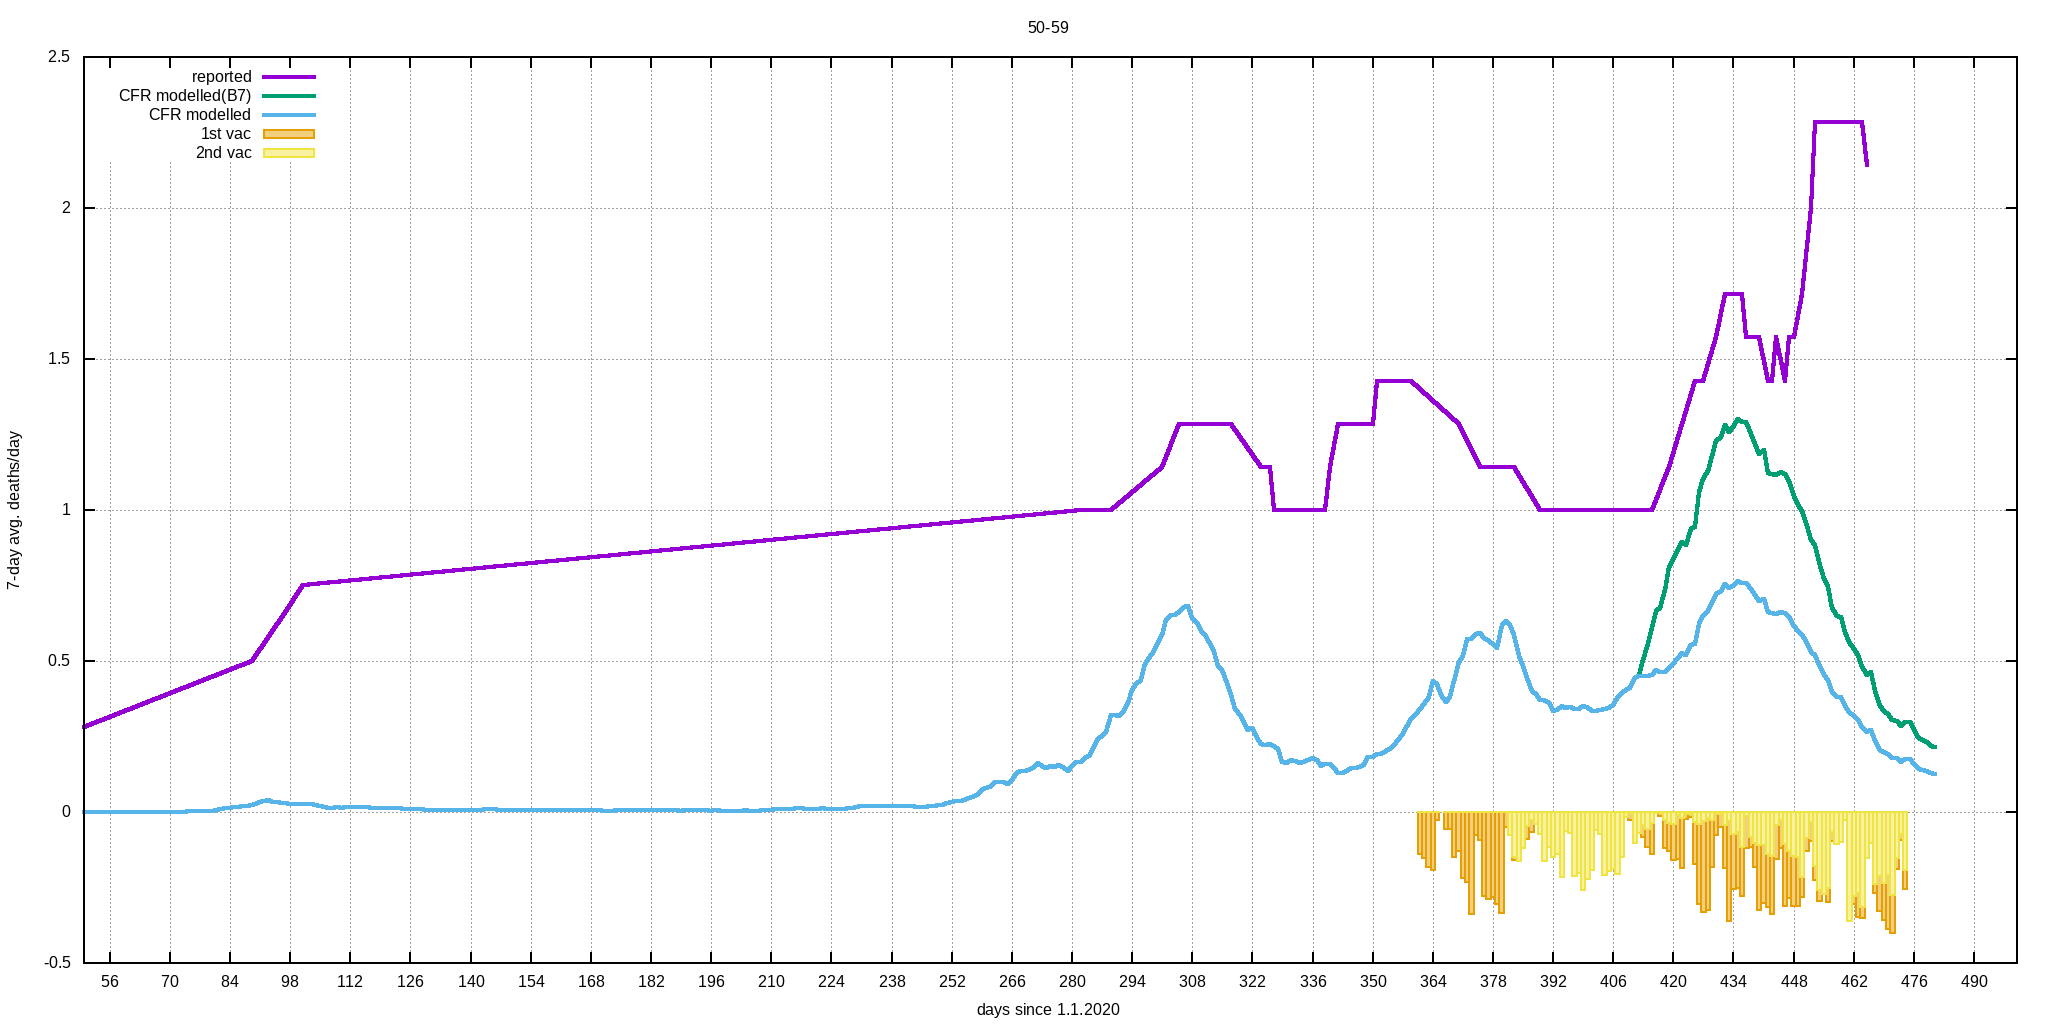 50-59
2.5
2
1.5
1
0.5
0
-0.5
reported
CFR modelled(B7)
CFR modelled
1st vac
2nd vac
7-day avg. deaths/day
56 70 84 98 112 126 140 154 168 182 196 210 224 238 252 266 280 294 308 322 336 350 364 378 392 406 420 434 448 462 476 490
days since 1.1.2020